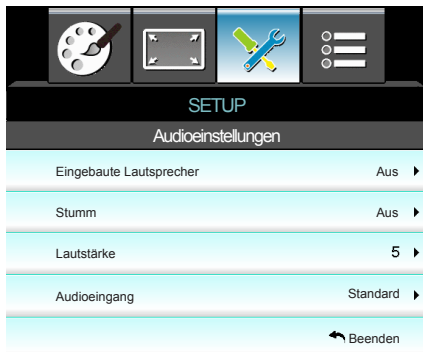 SETUP
Audioeinstellungen
Eingebaute Lautsprecher Aus
Stumm Aus
Lautstärke 5
Audioeingang Standard
Beenden